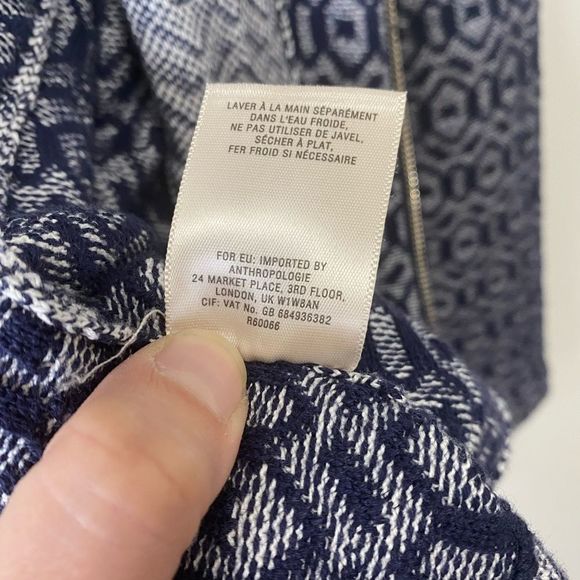 LAVER À LA MAIN SÉPARÉMENT
DANS L'EAU FROIDE,
NE PAS UTILISER DE JAVEL,
SÉCHER À PLAT,
FER FROID SI NÉCESSAIRE
FOR EU: IMPORTED BY
ANTHROPOLOGIE
24 MARKET PLACE, 3RD FLOOR,
LONDON, UK W1W8AN
CIF: VAT No. GB 684936382
R60066